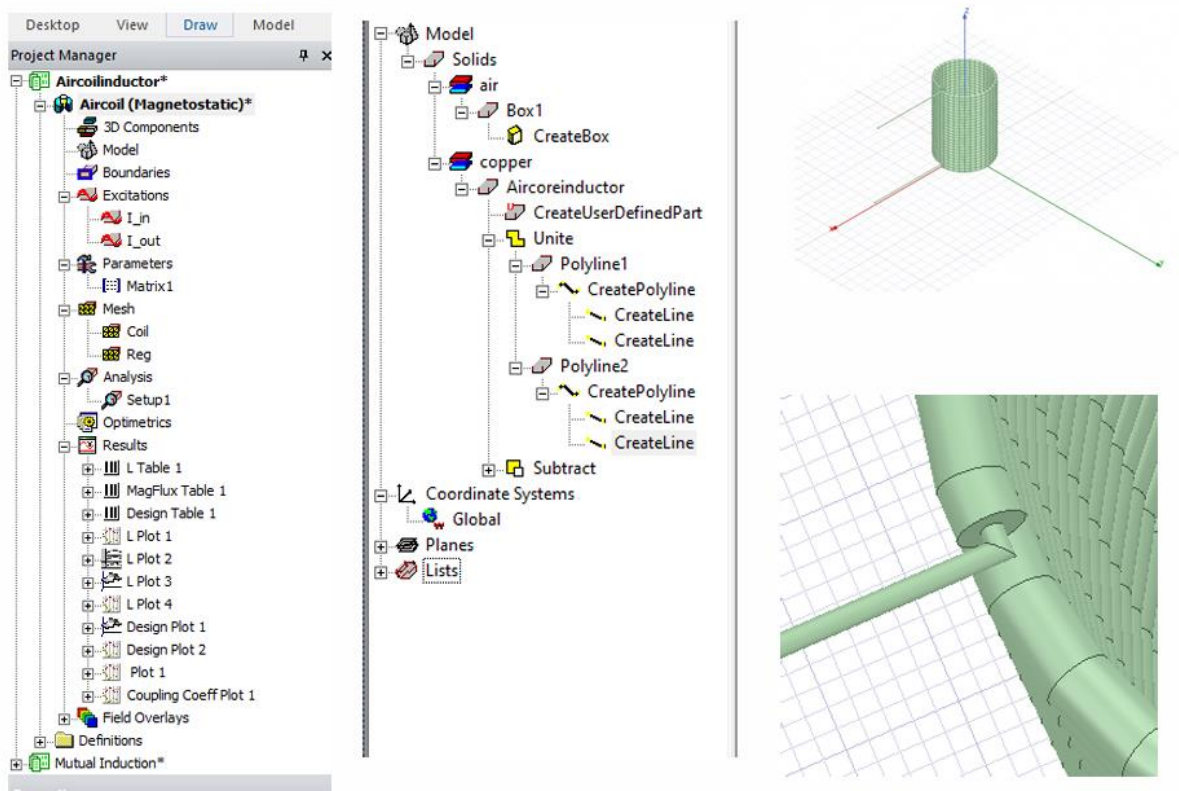 Desktop View Draw Model
Project Manager
Aircoilinductor*
Aircoil (Magnetostatic)*
3D Components
Model
Boundaries
Excitations
I_in
I_out
Parameters
Matrix1
Mesh
Coil
Reg
Analysis
Setup1
Optimetrics
Results
L Table 1
MagFlux Table 1
Design Table 1
L Plot 1
L Plot 2
L Plot 3
L Plot 4
Design Plot 1
Design Plot 2
Plot 1
Coupling Coeff Plot 1
Field Overlays
Definitions
Mutual Induction*
Model
Solids
air
Box1
CreateBox
copper
Aircoreinductor
CreateUserDefinedPart
Unite
Polyline1
CreatePolyline
CreateLine
CreateLine
Polyline2
CreatePolyline
CreateLine
CreateLine
Subtract
Coordinate Systems
Global
Planes
Lists